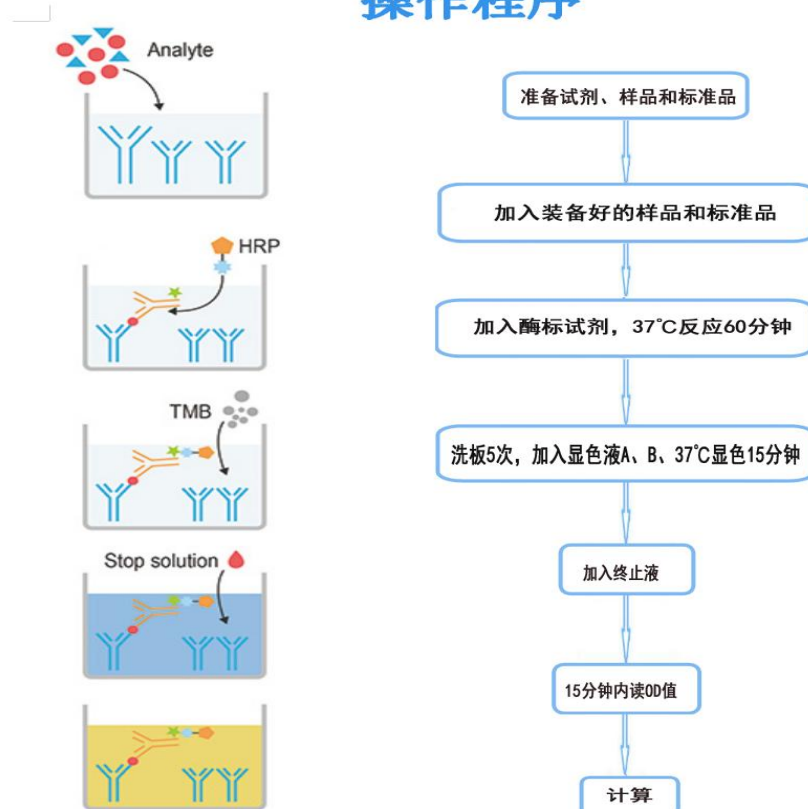 操作程序
Analyte
HRP
TMB
Stop solution
准备试剂、样品和标准品
加入装备好的样品和标准品
加入酶标试剂，37℃反应60分钟
洗板5次，加入显色液A、B、37℃显色15分钟
加入终止液
15分钟内读OD值
计算